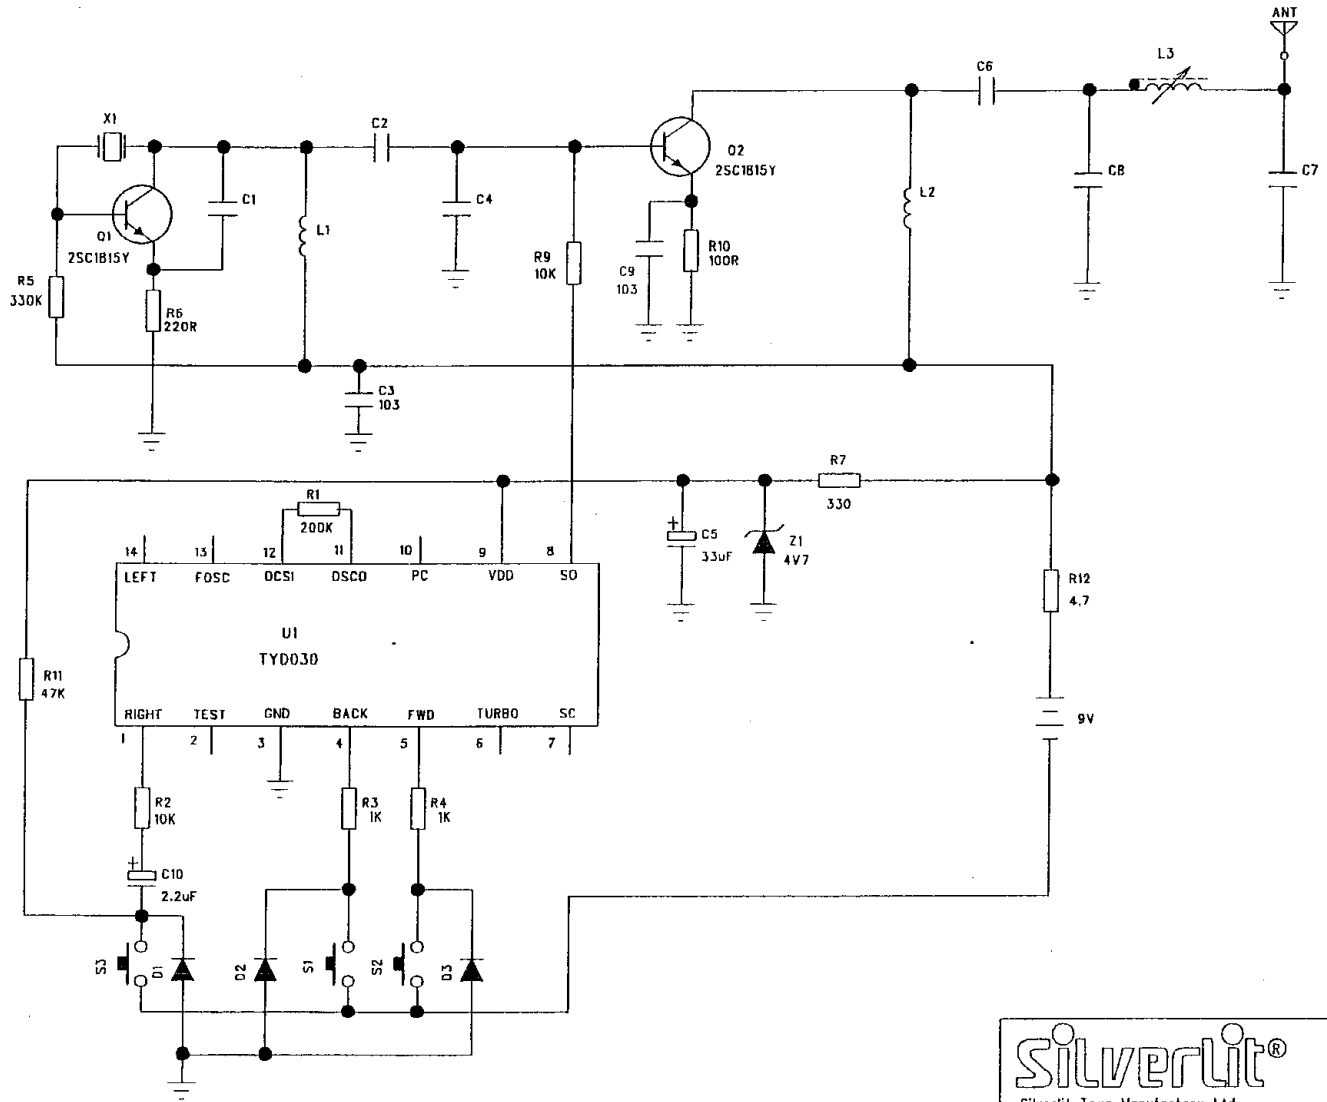 ANT
L3
C6
X1
C2
Q2
2SC1815Y
C8
C7
C1
C4
L2
L1
Q1
2SC1815Y
R9
10K
R10
100R
C9
103
R5
330K
R6
220R
C3
103
R7
330
R1
200K
C5
33uF
Z1
4V7
14 13 12 11 10 9 8
LEFT FOSC OCSI OSCO PC VDD SO
R12
4.7
U1
TYD030
R11
47K
9V
RIGHT TEST GND BACK FWD TURBO SC
1 2 3 4 5 6 7
R2
10K
R3
1K
R4
1K
C10
2.2uF
S3 D1 D2 S1 S2 D3
Silverlit®